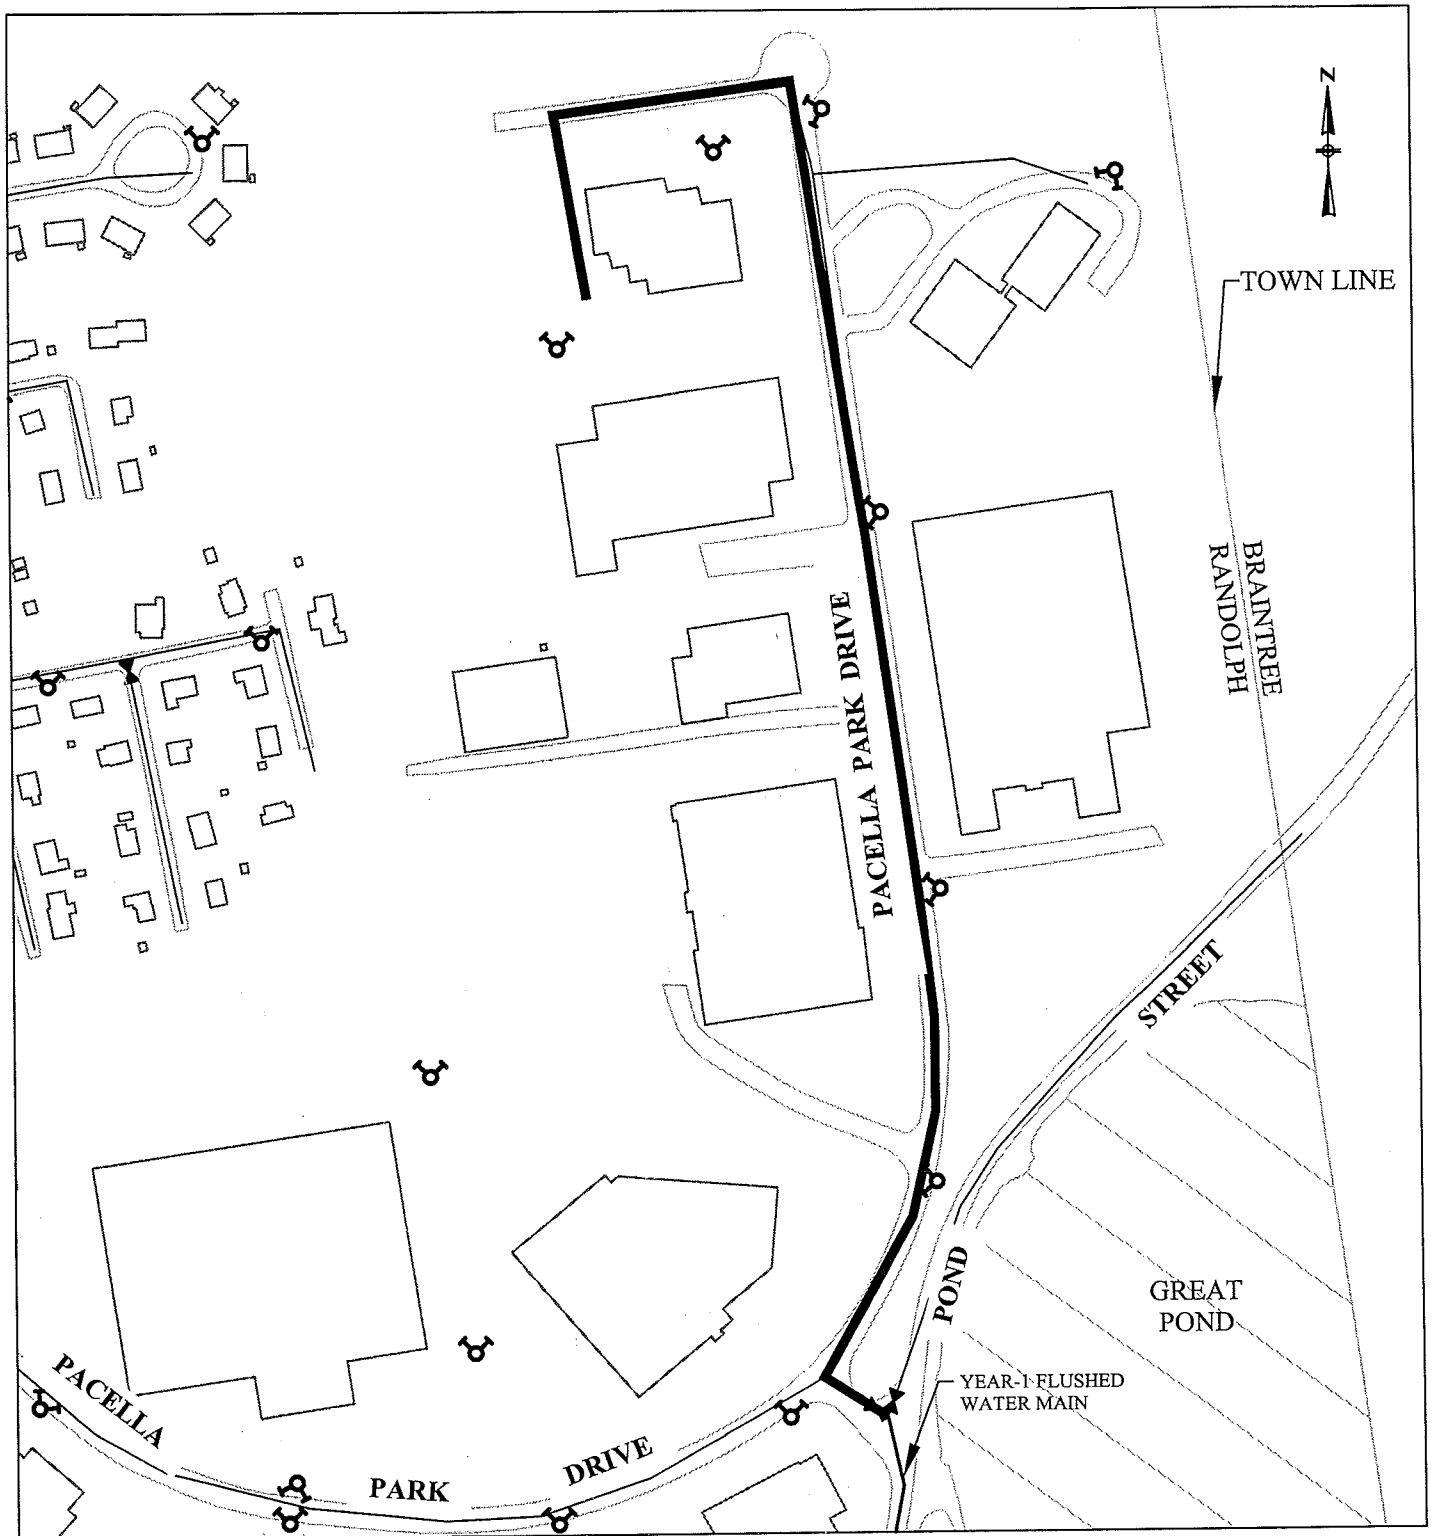 N
TOWN LINE
BRAINTREE
RANDOLPH
PACELLA PARK DRIVE
POND STREET
GREAT
POND
YEAR-1 FLUSHED
WATER MAIN
PACELLA PARK DRIVE